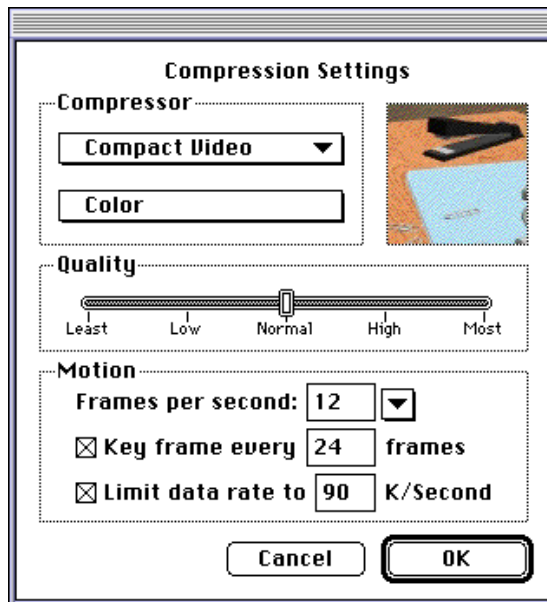 Compression Settings
Compressor
Compact Video
Color
Quality
Least Low Normal High Most
Motion
Frames per second: 12
Key frame every 24 frames
Limit data rate to 90 K/Second
Cancel OK